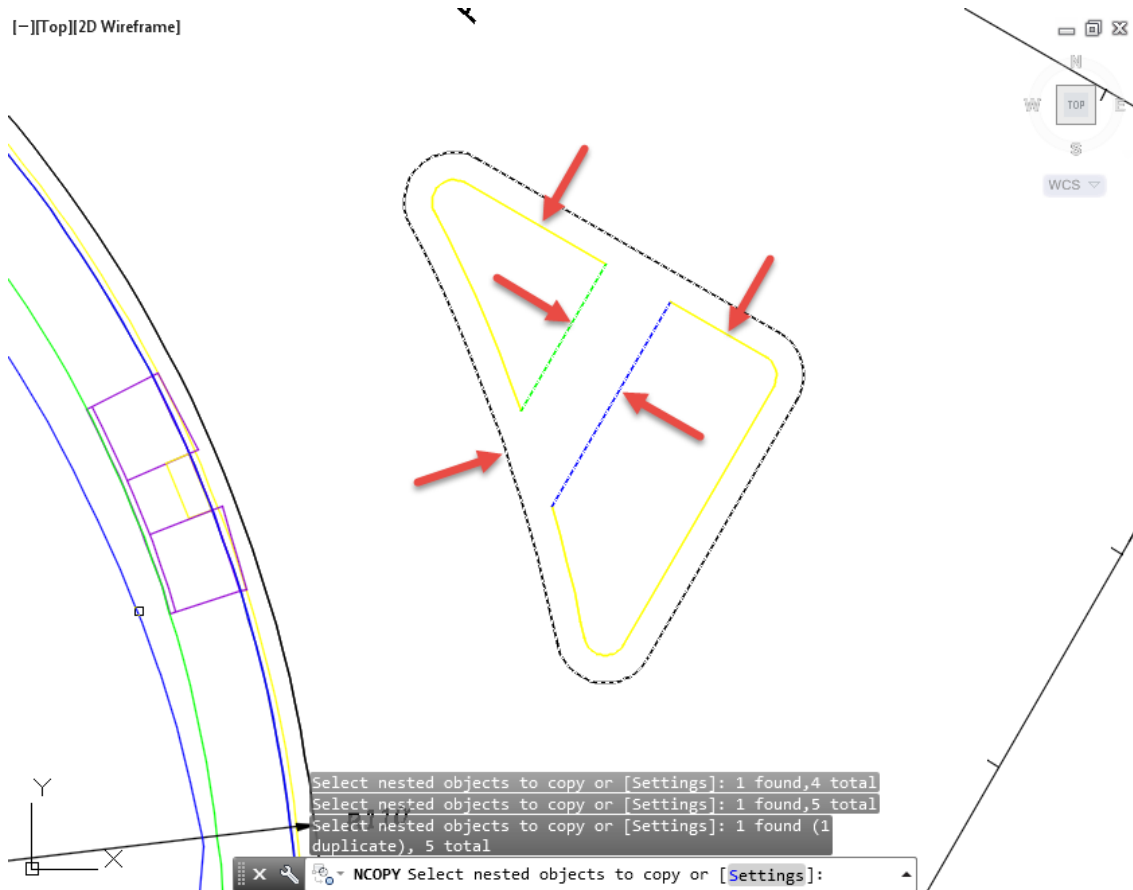 [−][Top][2D Wireframe]
N
W
TOP
E
S
WCS
Y
X
Select nested objects to copy or [Settings]: 1 found,4 total
Select nested objects to copy or [Settings]: 1 found,5 total
Select nested objects to copy or [Settings]: 1 found (1
duplicate), 5 total
NCOPY Select nested objects to copy or [Settings]: